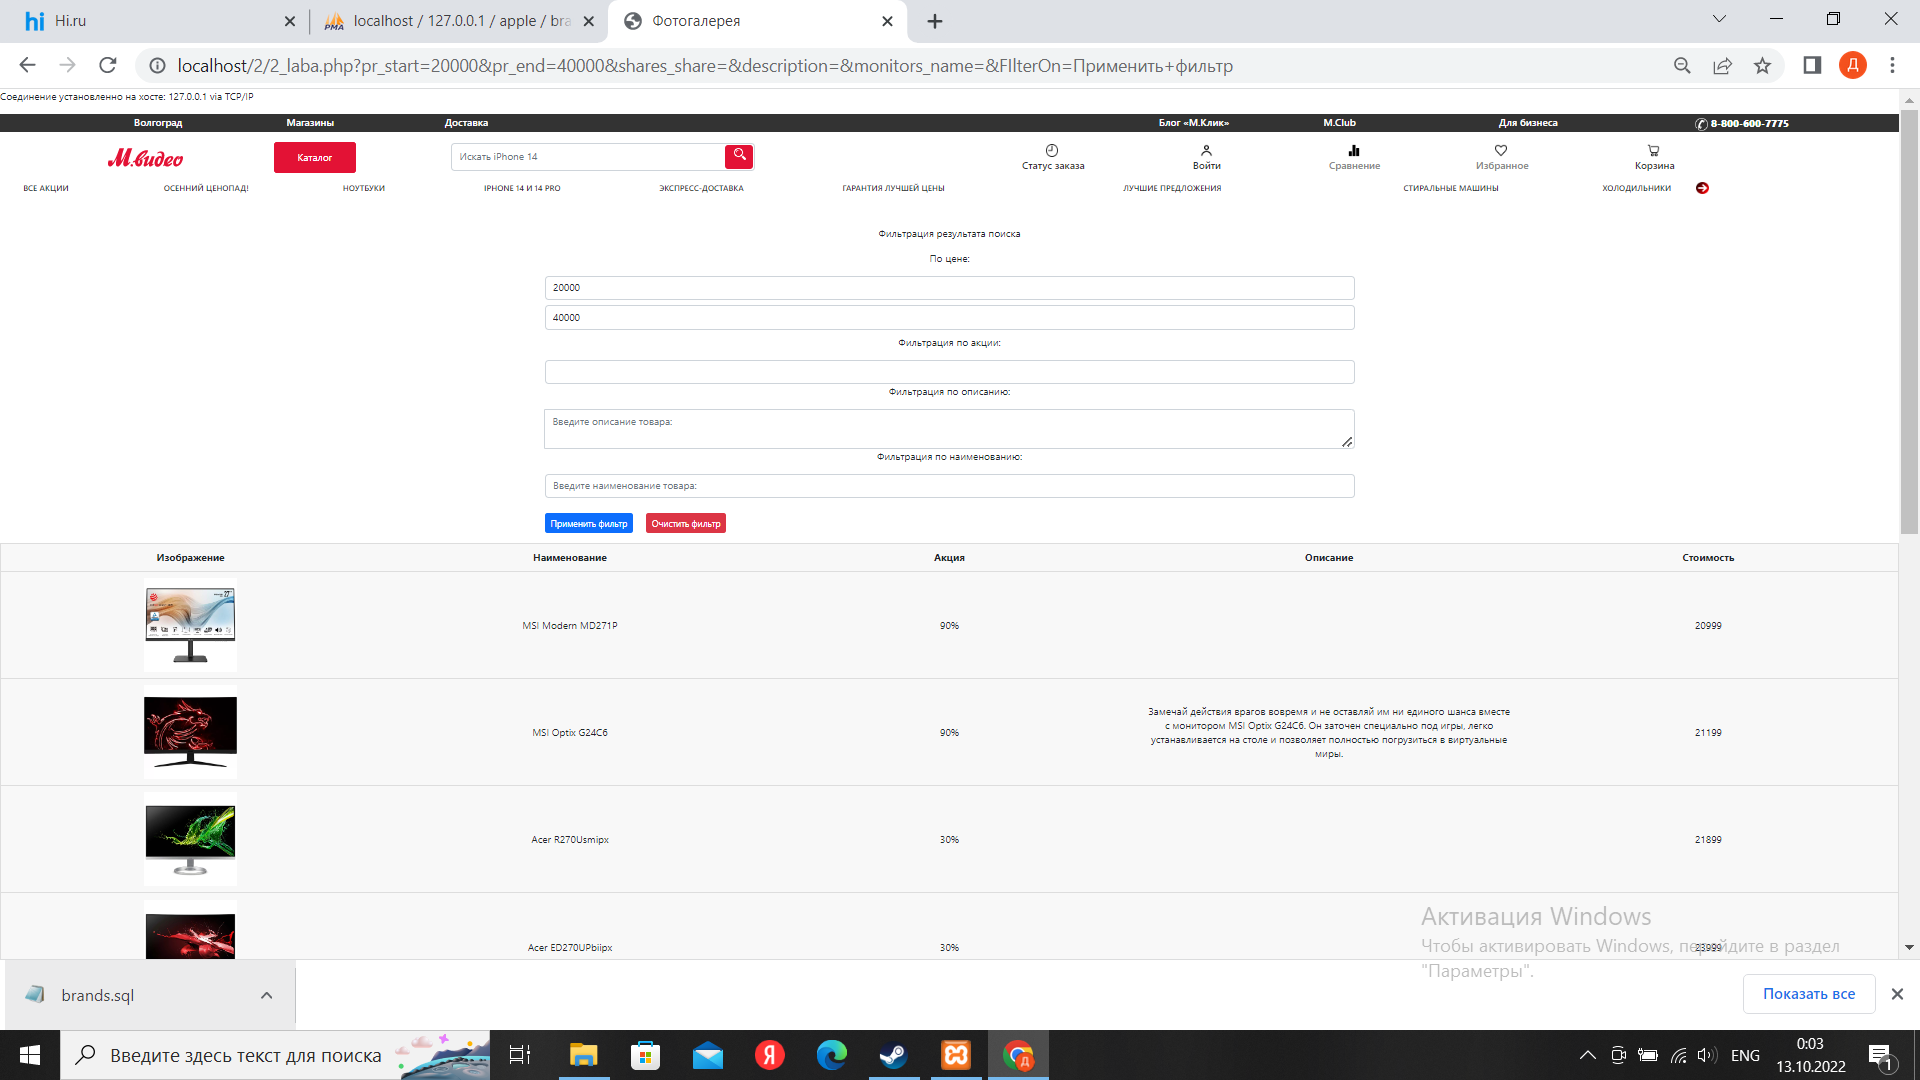 Hi.ru
localhost / 127.0.0.1 / apple / bra
Фотогалерея
localhost/2/2_laba.php?pr_start=20000&pr_end=40000&shares_share=&description=&monitors_name=&FIlterOn=Применить+фильтр
Д
Соединение установленно на хосте: 127.0.0.1 via TCP/IP
Волгоград Магазины Доставка Блог «М.Клик» M.Club Для бизнеса 8-800-600-7775
М.видео
Каталог
Искать iPhone 14
Статус заказа Войти Сравнение Избранное Корзина
ВСЕ АКЦИИ ОСЕННИЙ ЦЕНОПАД! НОУТБУКИ IPHONE 14 И 14 PRO ЭКСПРЕСС-ДОСТАВКА ГАРАНТИЯ ЛУЧШЕЙ ЦЕНЫ ЛУЧШИЕ ПРЕДЛОЖЕНИЯ СТИРАЛЬНЫЕ МАШИНЫ ХОЛОДИЛЬНИКИ
Фильтрация результата поиска
По цене:
20000
40000
Фильтрация по акции:
Фильтрация по описанию:
Введите описание товара:
Фильтрация по наименованию:
Введите наименование товара:
Применить фильтр Очистить фильтр
Изображение Наименование Акция Описание Стоимость
MSI Modern MD271P 90% 20999
MSI Optix G24C6 90%
Замечай действия врагов вовремя и не оставляй им ни единого шанса вместе
с монитором MSI Optix G24C6. Он заточен специально под игры, легко
устанавливается на столе и позволяет полностью погрузиться в виртуальные
миры.
21199
Acer R270Usmipx 30% 21899
Acer ED270UPbiipx 30%
Активация Windows
Чтобы активировать Windows, перейдите в раздел
"Параметры".
brands.sql
Показать все
Введите здесь текст для поиска
ENG
0:03
13.10.2022
1